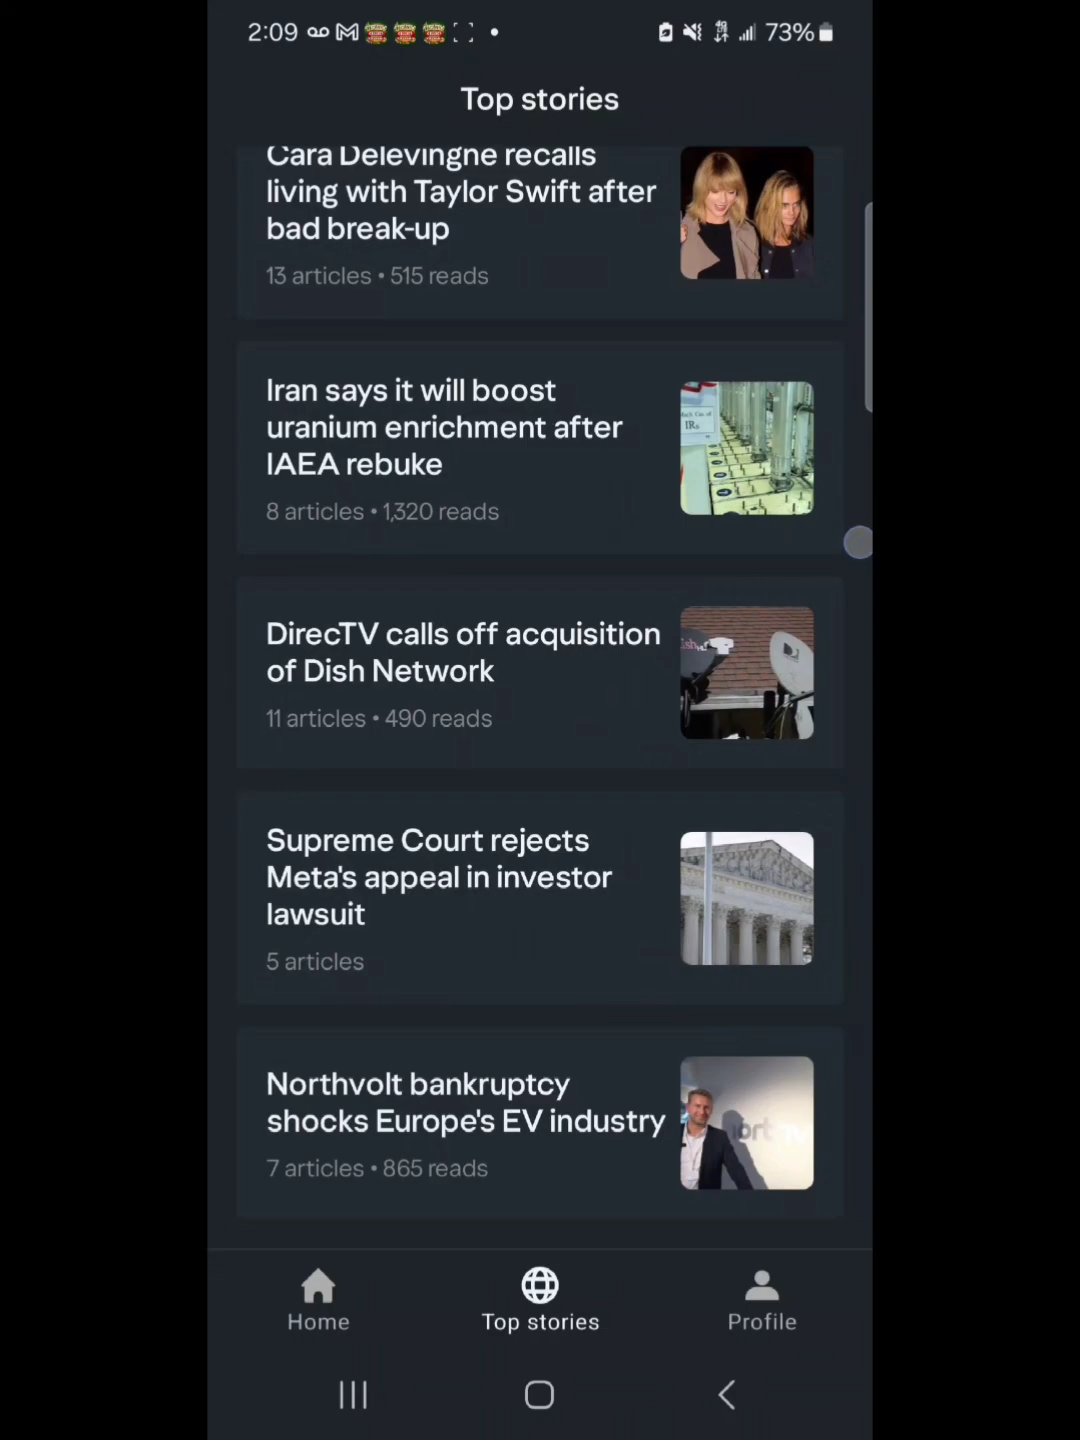 2:09
73%
Top stories
Cara Delevingne recalls
living with Taylor Swift after
bad break-up
13 articles • 515 reads
Iran says it will boost
uranium enrichment after
IAEA rebuke
8 articles • 1,320 reads
DirecTV calls off acquisition
of Dish Network
11 articles • 490 reads
Supreme Court rejects
Meta's appeal in investor
lawsuit
5 articles
Northvolt bankruptcy
shocks Europe's EV industry
7 articles • 865 reads
Home
Top stories
Profile